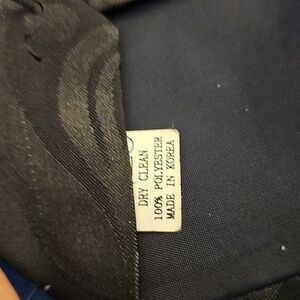 DRY CLEAN
100% POLYESTER
MADE IN KOREA